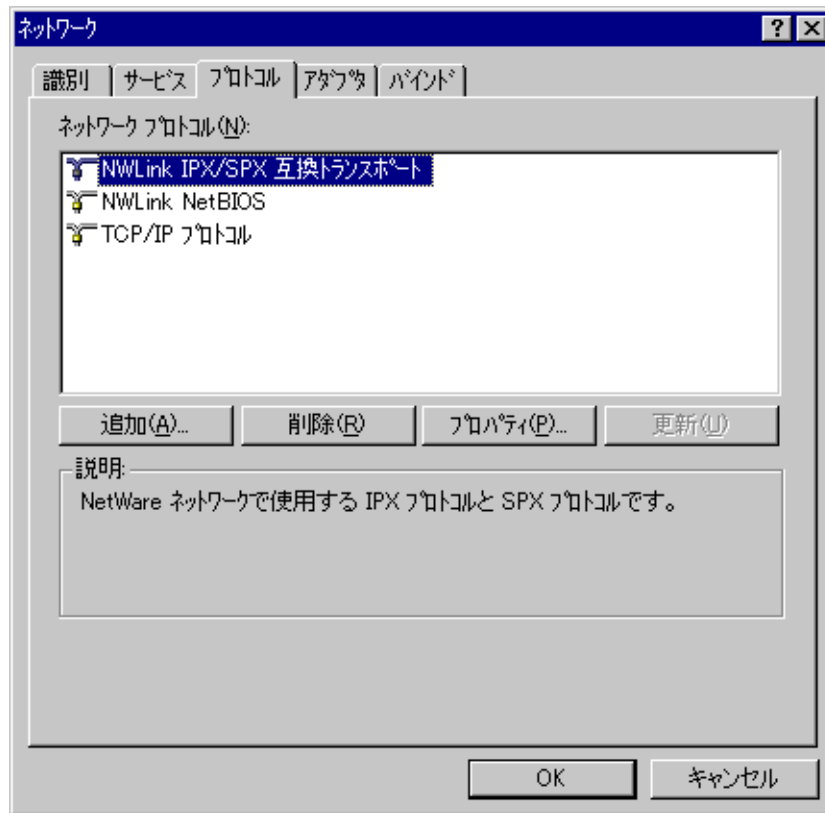 ネットワーク
識別 サービス プロトコル アダプタ バインド
ネットワーク プロトコル(N):
NWLink IPX/SPX 互換トランスポート
NWLink NetBIOS
TCP/IP プロトコル
追加(A)... 削除(R) プロパティ(P)... 更新(U)
説明:
NetWare ネットワークで使用する IPX プロトコルと SPX プロトコルです。
OK キャンセル